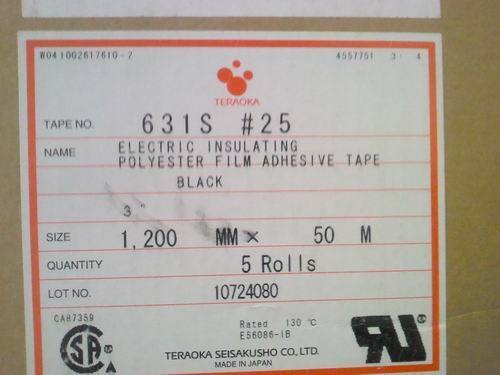 W041002617610-2 4557751 3- 4
TERAOKA
TAPE NO. 631S #25
NAME ELECTRIC INSULATING
POLYESTER FILM ADHESIVE TAPE
BLACK
3"
SIZE 1,200 MM× 50 M
QUANTITY 5 Rolls
LOT NO. 10724080
CA87359
Rated 130 ℃
E56086-IB
TERAOKA SEISAKUSHO CO., LTD.
MADE IN JAPAN